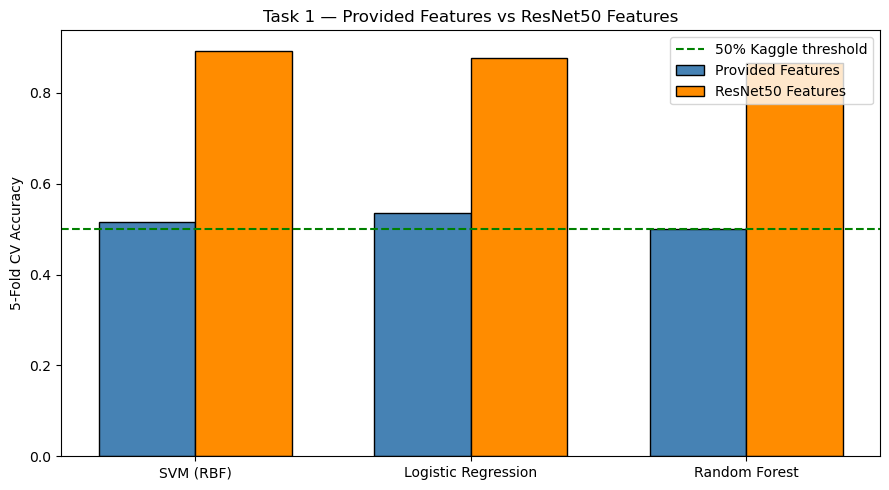 Task 1 — Provided Features vs ResNet50 Features
50% Kaggle threshold
Provided Features
ResNet50 Features
5-Fold CV Accuracy
0.8
0.6
0.4
0.2
0.0
SVM (RBF)
Logistic Regression
Random Forest